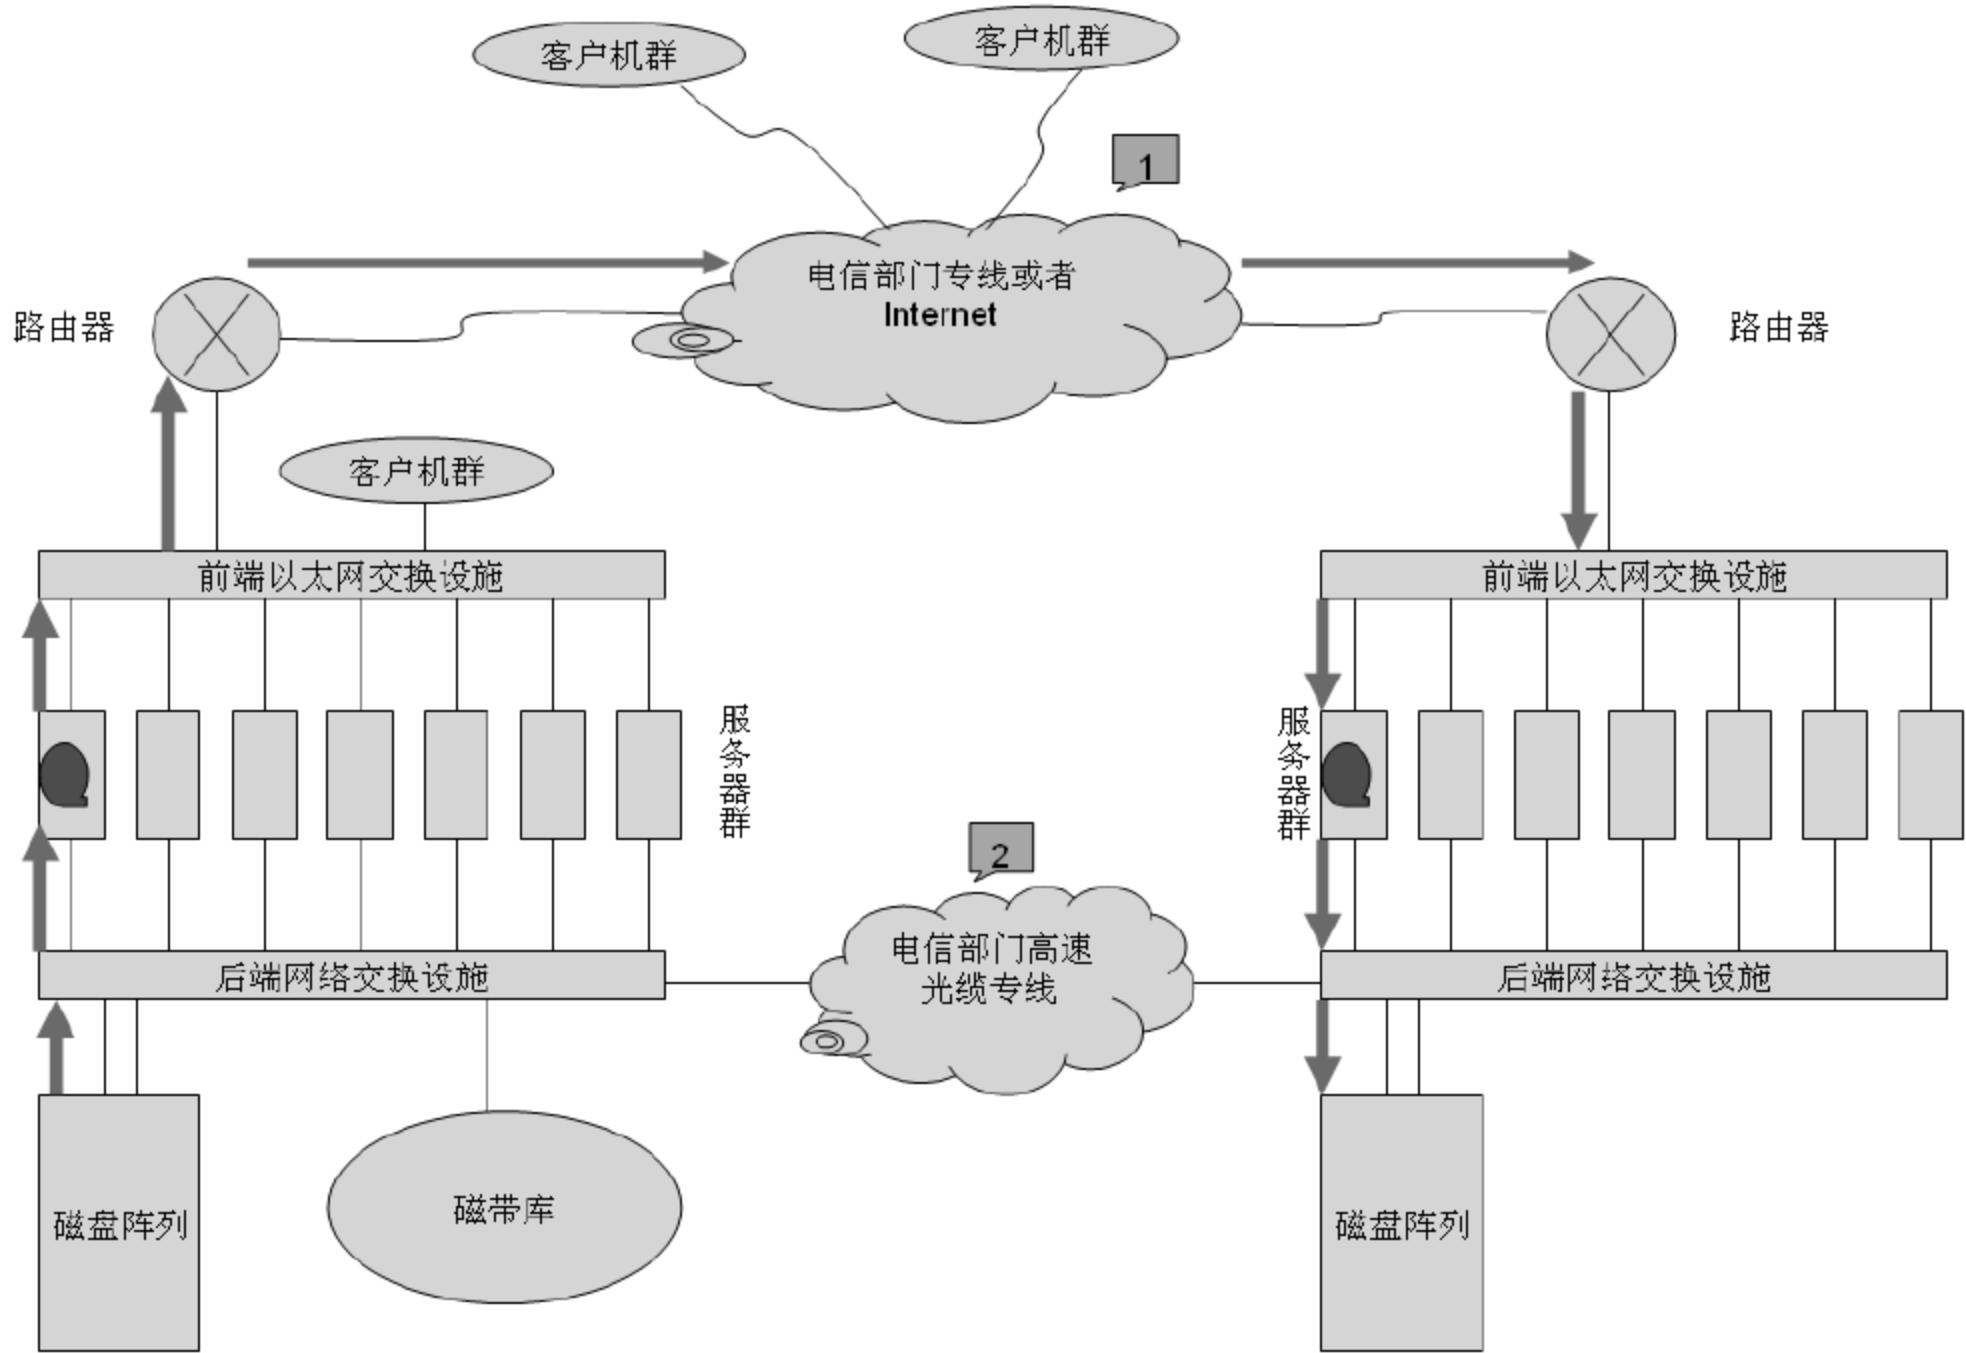 客户机群
客户机群
1
电信部门专线或者
Internet
路由器
路由器
客户机群
前端以太网交换设施
前端以太网交换设施
服务器群
服务器群
2
电信部门高速
光缆专线
后端网络交换设施
后端网络交换设施
磁盘阵列
磁带库
磁盘阵列